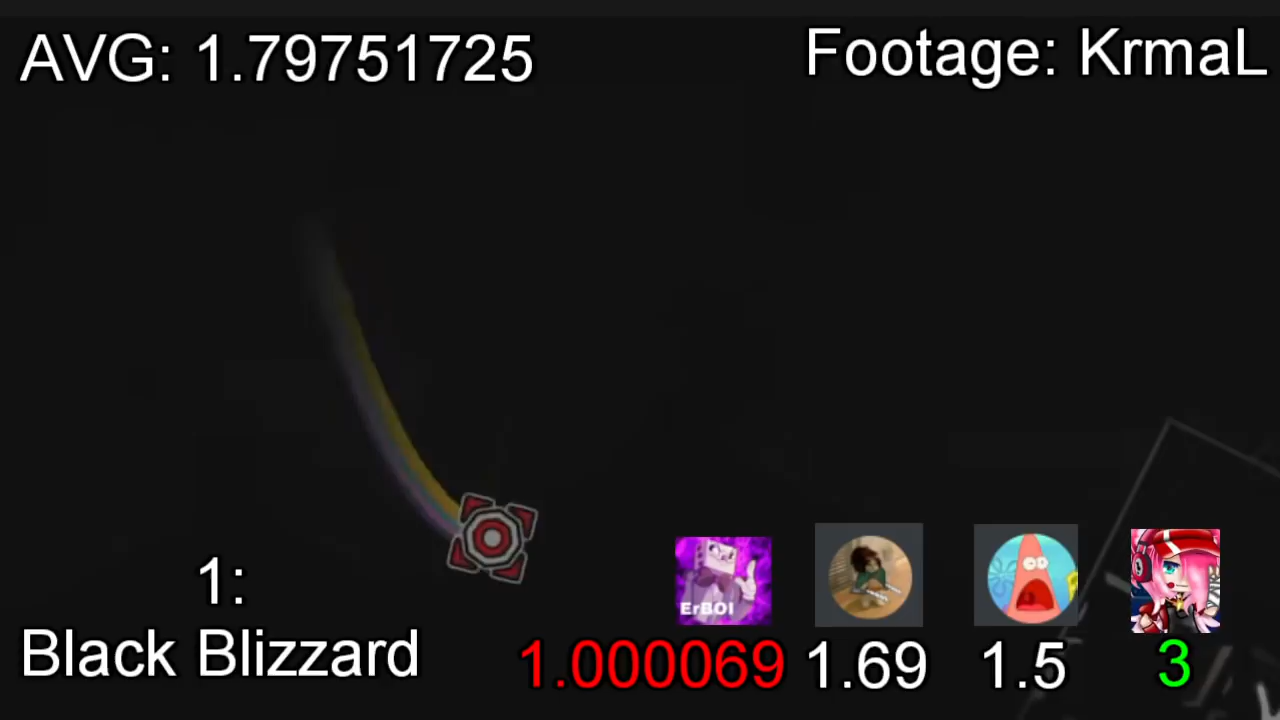 AVG: 1.79751725
Footage: KrmaL
1:
Black Blizzard
ErBOI
1.000069 1.69 1.5 3